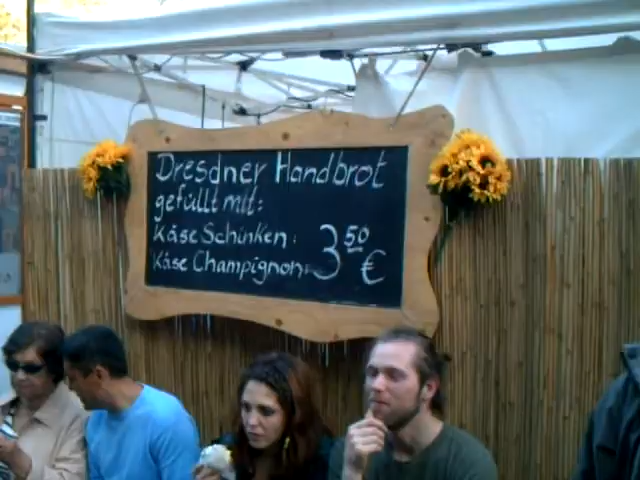 Dresdner Handbrot
gefüllt mit:
Käse Schinken:
Käse Champignon:
3 50 €